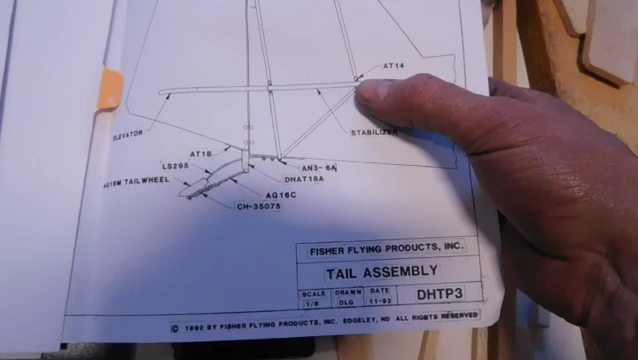 AT14
ELEVATOR
STABILIZER
AT18
LS295
AN3-6A
DHAT18A
AG16M TAILWHEEL
AG16C
CH-35075
FISHER FLYING PRODUCTS, INC.
TAIL ASSEMBLY
SCALE DRAWN DATE
1/8 DLG 11-92 DHTP3
© 1992 BY FISHER FLYING PRODUCTS, INC. EDGELEY, ND ALL RIGHTS RESERVED